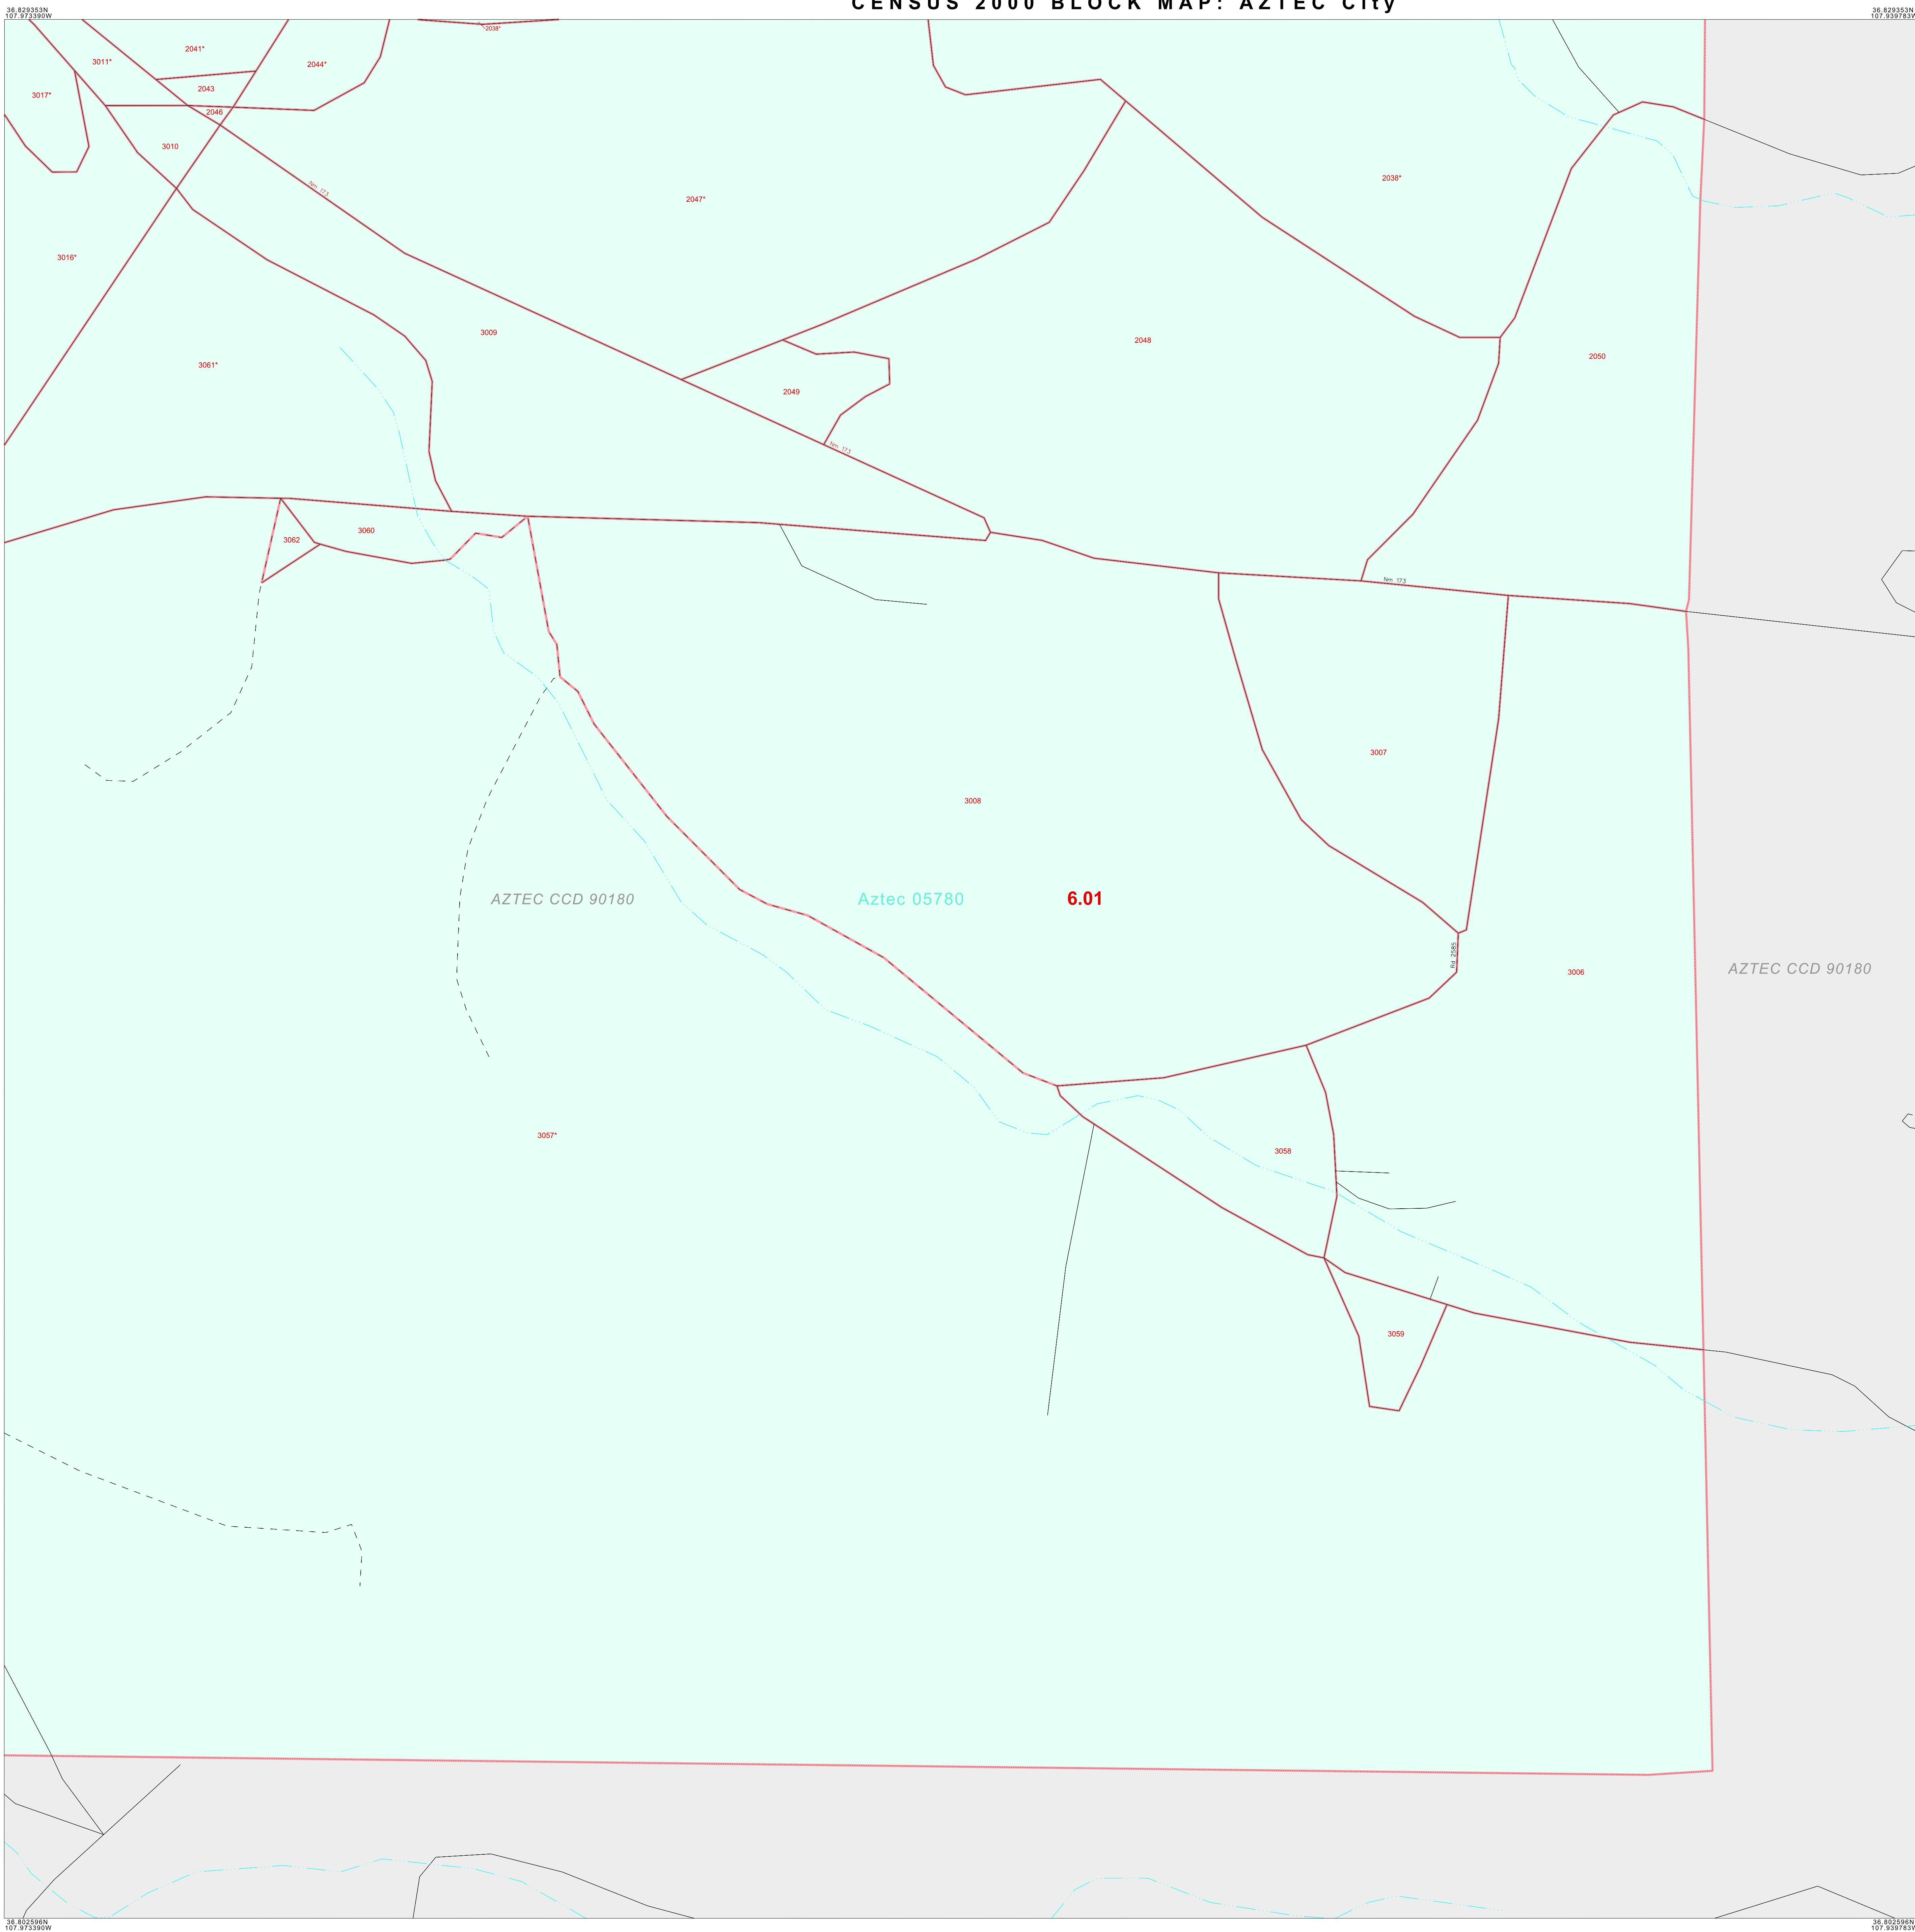 CENSUS 2000 BLOCK MAP: AZTEC City
36.829353N
107.973390W
36.829353N
107.939783W
2038*
2041*
3011*
2044*
2043
3017*
2046
3010
Nm 173
2047*
2038*
3016*
3009
2048
2050
3061*
2049
Nm 173
3060
3062
Nm 173
3007
3008
AZTEC CCD 90180
Aztec 05780
6.01
Rd 2585
3006
AZTEC CCD 90180
3057*
3058
3059
36.802596N
107.973390W
36.802596N
107.939783W